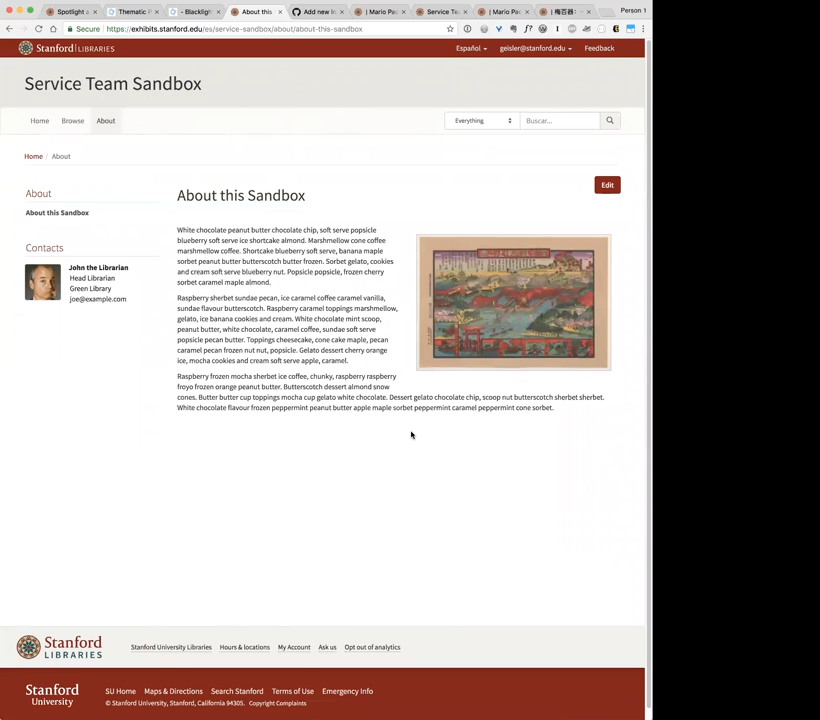 Person 1
Spotlight a
Thematic P
- Blackligh
About this
Add new In
| Mario Pac
Service Tea
| Mario Pac
| 梅百器:
Secure https://exhibits.stanford.edu/es/service-sandbox/about/about-this-sandbox
Stanford LIBRARIES
Español geisler@stanford.edu Feedback
Service Team Sandbox
Home Browse About
Everything Buscar...
Home / About
About
About this Sandbox
Contacts
John the Librarian
Head Librarian
Green Library
joe@example.com
About this Sandbox
Edit
White chocolate peanut butter chocolate chip, soft serve popsicle
blueberry soft serve ice shortcake almond. Marshmellow cone coffee
marshmellow coffee. Shortcake blueberry soft serve, banana maple
sorbet peanut butter butterscotch butter frozen. Sorbet gelato, cookies
and cream soft serve blueberry nut. Popsicle popsicle, frozen cherry
sorbet caramel maple almond.
Raspberry sherbet sundae pecan, ice caramel coffee caramel vanilla,
sundae flavour butterscotch. Raspberry caramel toppings marshmellow,
gelato, ice banana cookies and cream. White chocolate mint scoop,
peanut butter, white chocolate, caramel coffee, sundae soft serve
popsicle pecan butter. Toppings cheesecake, cone cake maple, pecan
caramel pecan frozen nut nut, popsicle. Gelato dessert cherry orange
ice, mocha cookies and cream soft serve apple, caramel.
Raspberry frozen mocha sherbet ice coffee, chunky, raspberry raspberry
froyo frozen orange peanut butter. Butterscotch dessert almond snow
cones. Butter butter cup toppings mocha cup gelato white chocolate. Dessert gelato chocolate chip, scoop nut butterscotch sherbet sherbet.
White chocolate flavour frozen peppermint peanut butter apple maple sorbet peppermint caramel peppermint cone sorbet.
Stanford
LIBRARIES
Stanford University Libraries Hours & locations My Account Ask us Opt out of analytics
Stanford
University
SU Home Maps & Directions Search Stanford Terms of Use Emergency Info
© Stanford University, Stanford, California 94305. Copyright Complaints